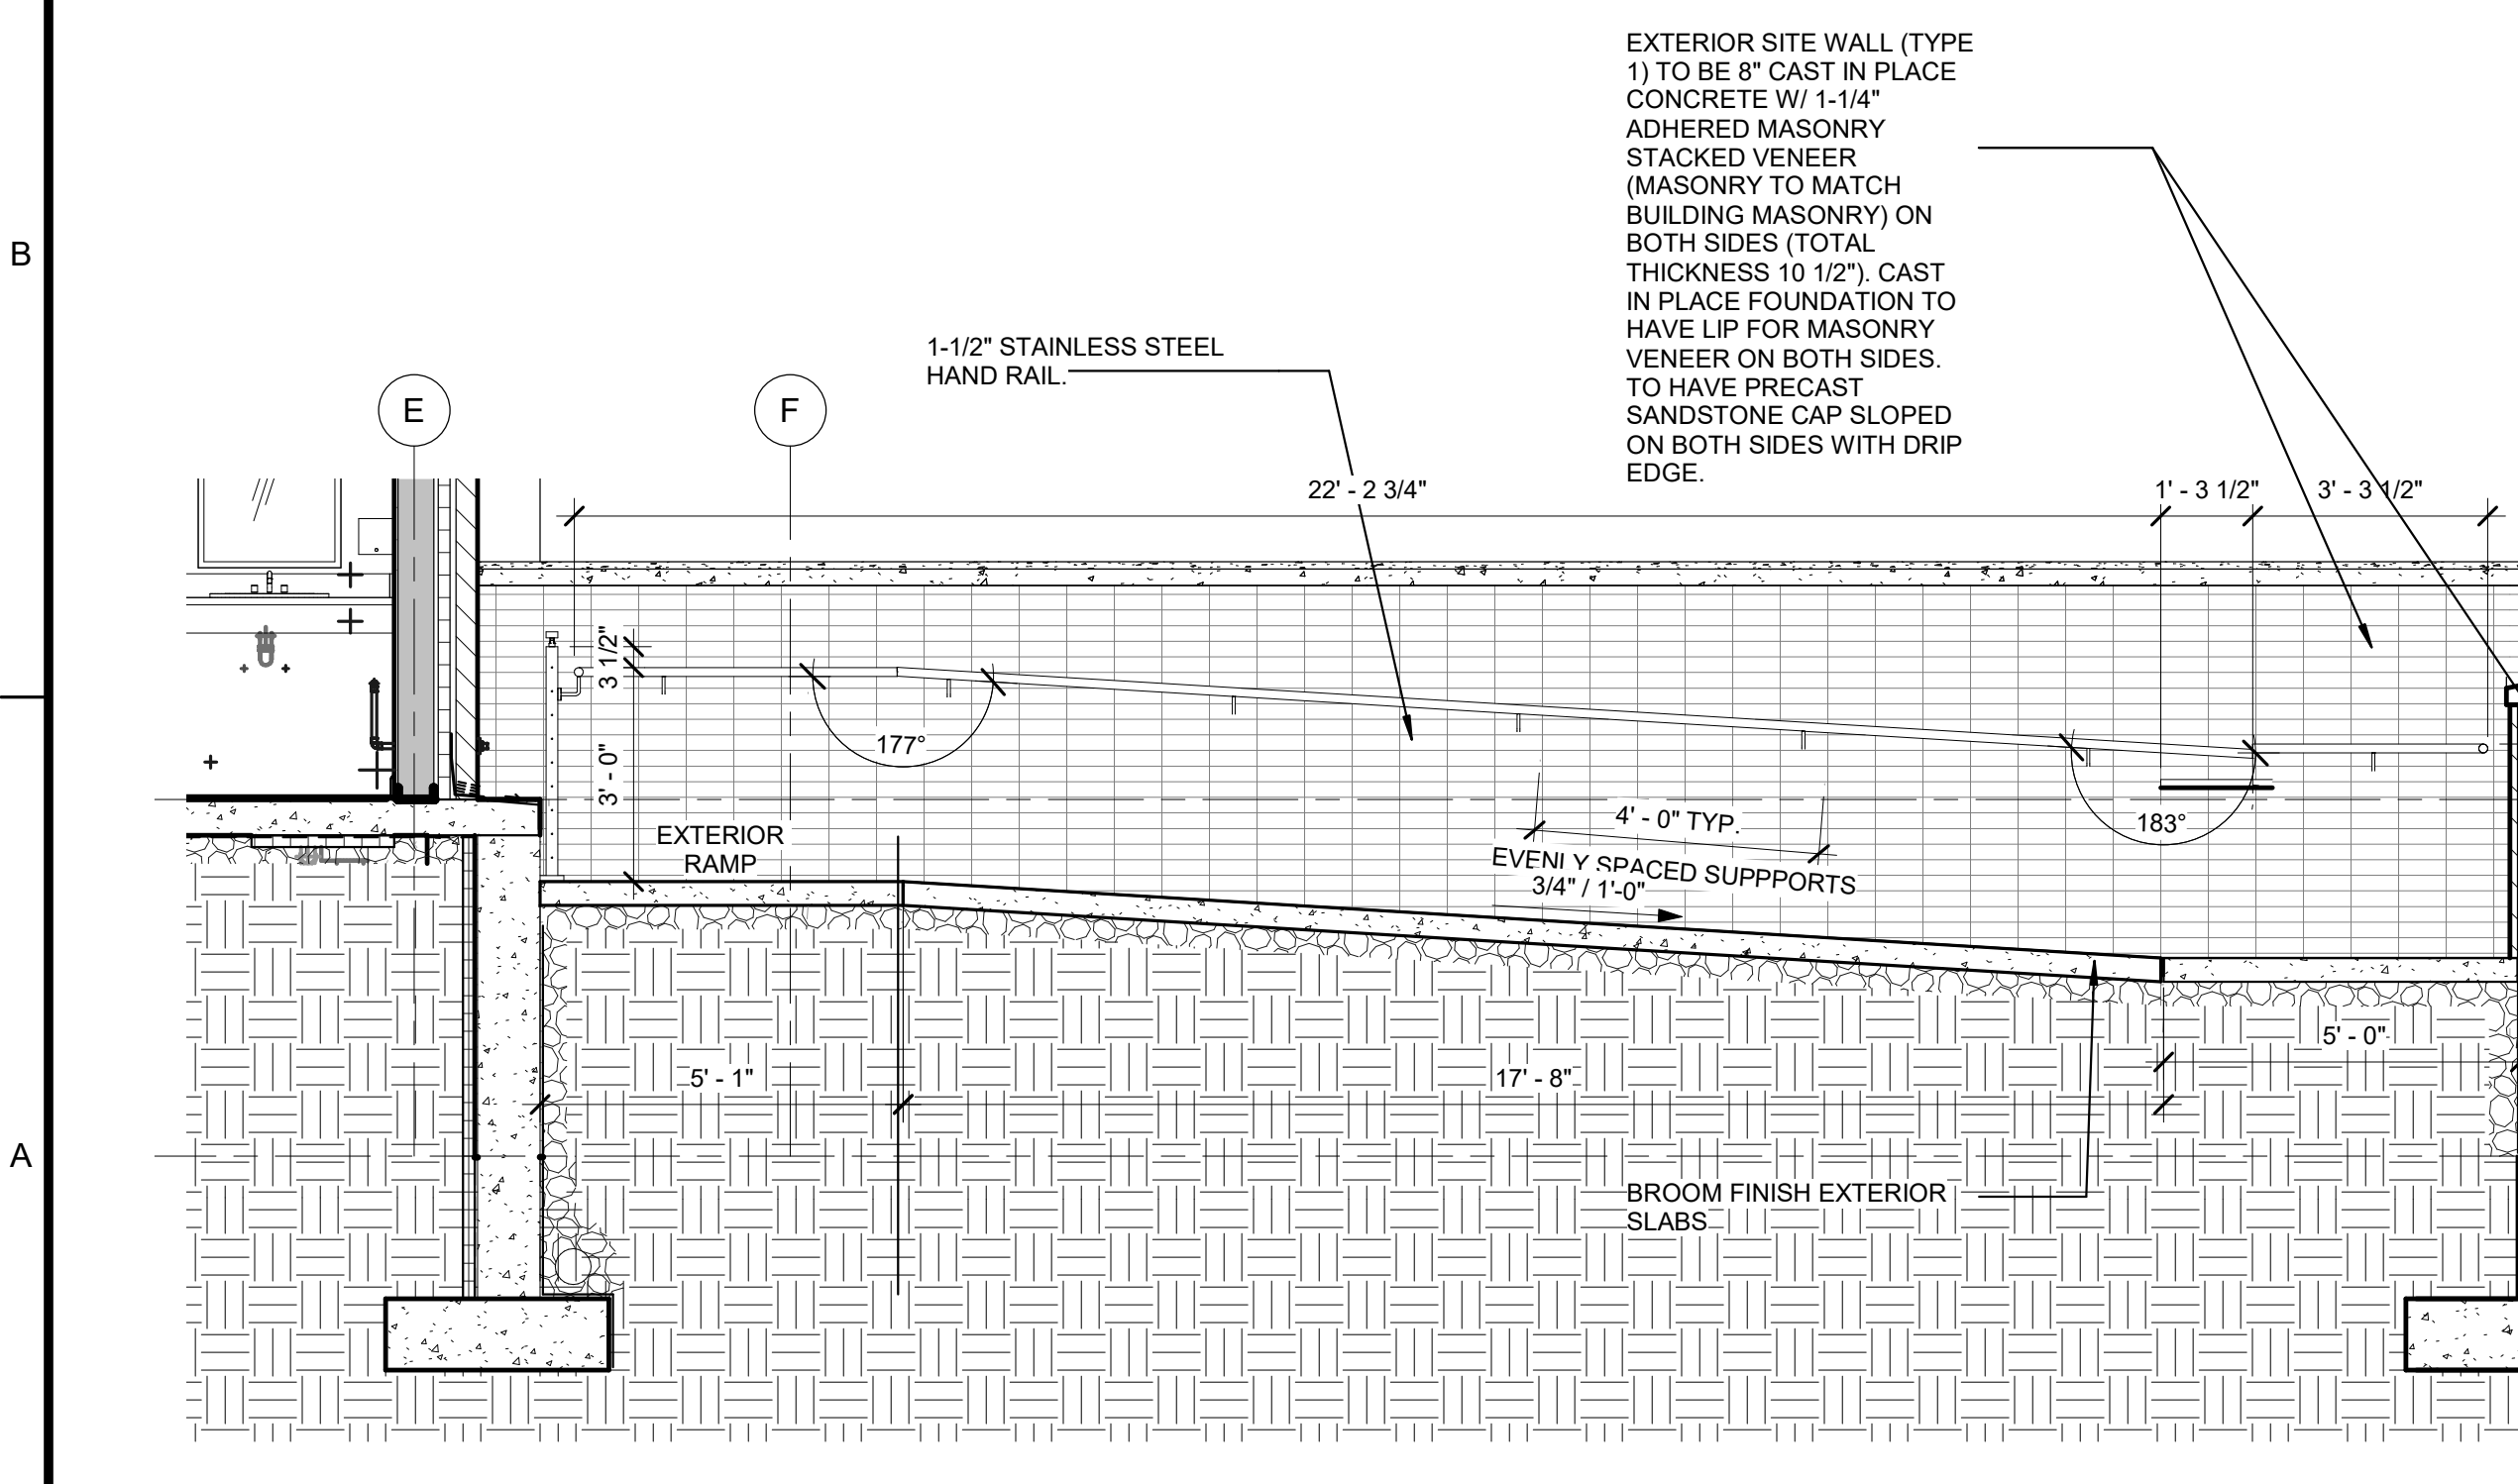 EXTERIOR SITE WALL (TYPE
1) TO BE 8" CAST IN PLACE
CONCRETE W/ 1-1/4"
ADHERED MASONRY
STACKED VENEER
(MASONRY TO MATCH
BUILDING MASONRY) ON
BOTH SIDES (TOTAL
THICKNESS 10 1/2"). CAST
IN PLACE FOUNDATION TO
HAVE LIP FOR MASONRY
VENEER ON BOTH SIDES.
TO HAVE PRECAST
SANDSTONE CAP SLOPED
ON BOTH SIDES WITH DRIP
EDGE.
B
1-1/2" STAINLESS STEEL
HAND RAIL.
E
F
22' - 2 3/4"
1' - 3 1/2"
3' - 3 1/2"
3 1/2"
3' - 0"
177°
183°
4' - 0" TYP.
EVENLY SPACED SUPPPORTS
3/4" / 1'-0"
EXTERIOR
RAMP
5' - 0"
5' - 1"
17' - 8"
A
BROOM FINISH EXTERIOR
SLABS